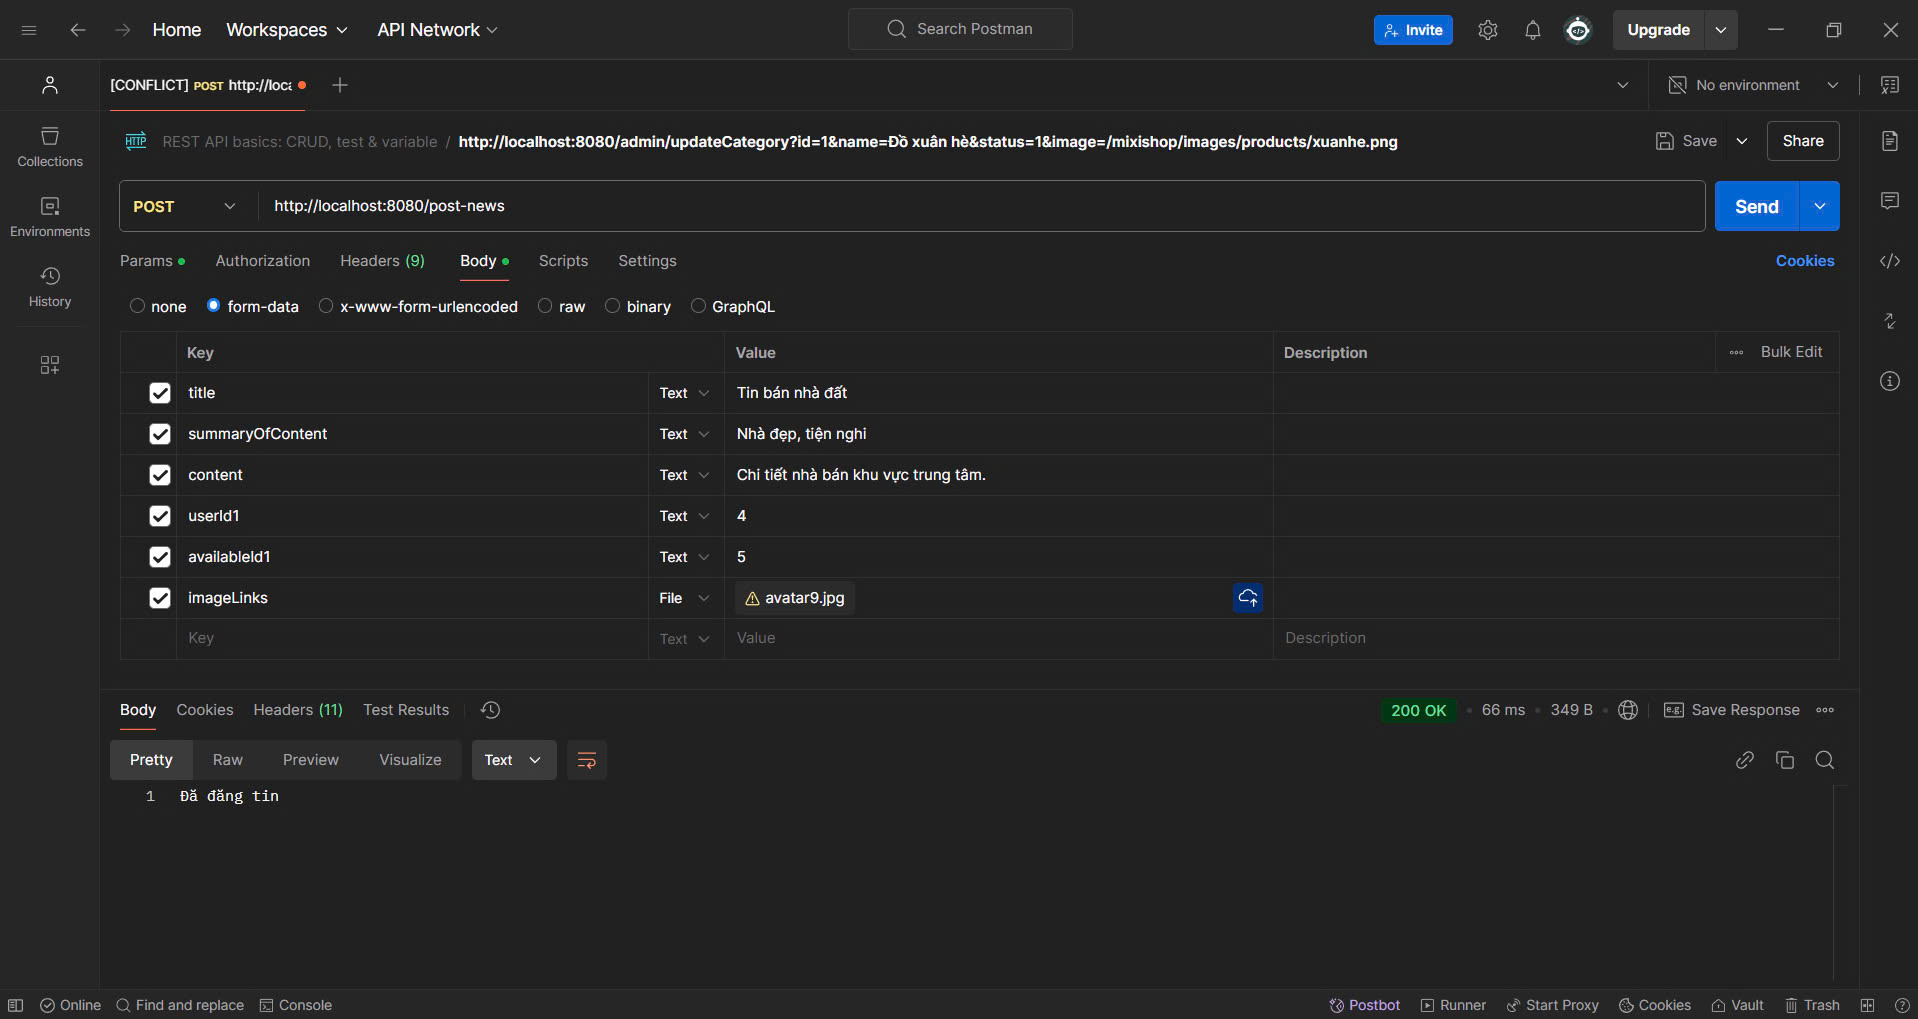 Home Workspaces API Network Search Postman Invite Upgrade
[CONFLICT] POST http://loca No environment
HTTP REST API basics: CRUD, test & variable / http://localhost:8080/admin/updateCategory?id=1&name=Đồ xuân hè&status=1&image=/mixishop/images/products/xuanhe.png Save Share
Collections
Environments
History
POST http://localhost:8080/post-news Send
Params Authorization Headers (9) Body Scripts Settings Cookies
none form-data x-www-form-urlencoded raw binary GraphQL
Key Value Description Bulk Edit
title Text Tin bán nhà đất
summaryOfContent Text Nhà đẹp, tiện nghi
content Text Chi tiết nhà bán khu vực trung tâm.
userId1 Text 4
availableId1 Text 5
imageLinks File avatar9.jpg
Key Text Value Description
Body Cookies Headers (11) Test Results 200 OK 66 ms 349 B e.g. Save Response
Pretty Raw Preview Visualize Text
1 Đã đăng tin
Online Find and replace Console Postbot Runner Start Proxy Cookies Vault Trash